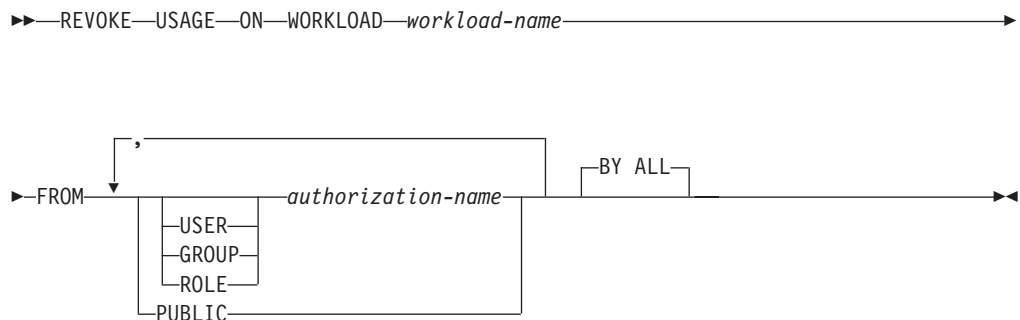 REVOKE USAGE ON WORKLOAD workload-name
,
BY ALL
FROM authorization-name
USER
GROUP
ROLE
PUBLIC